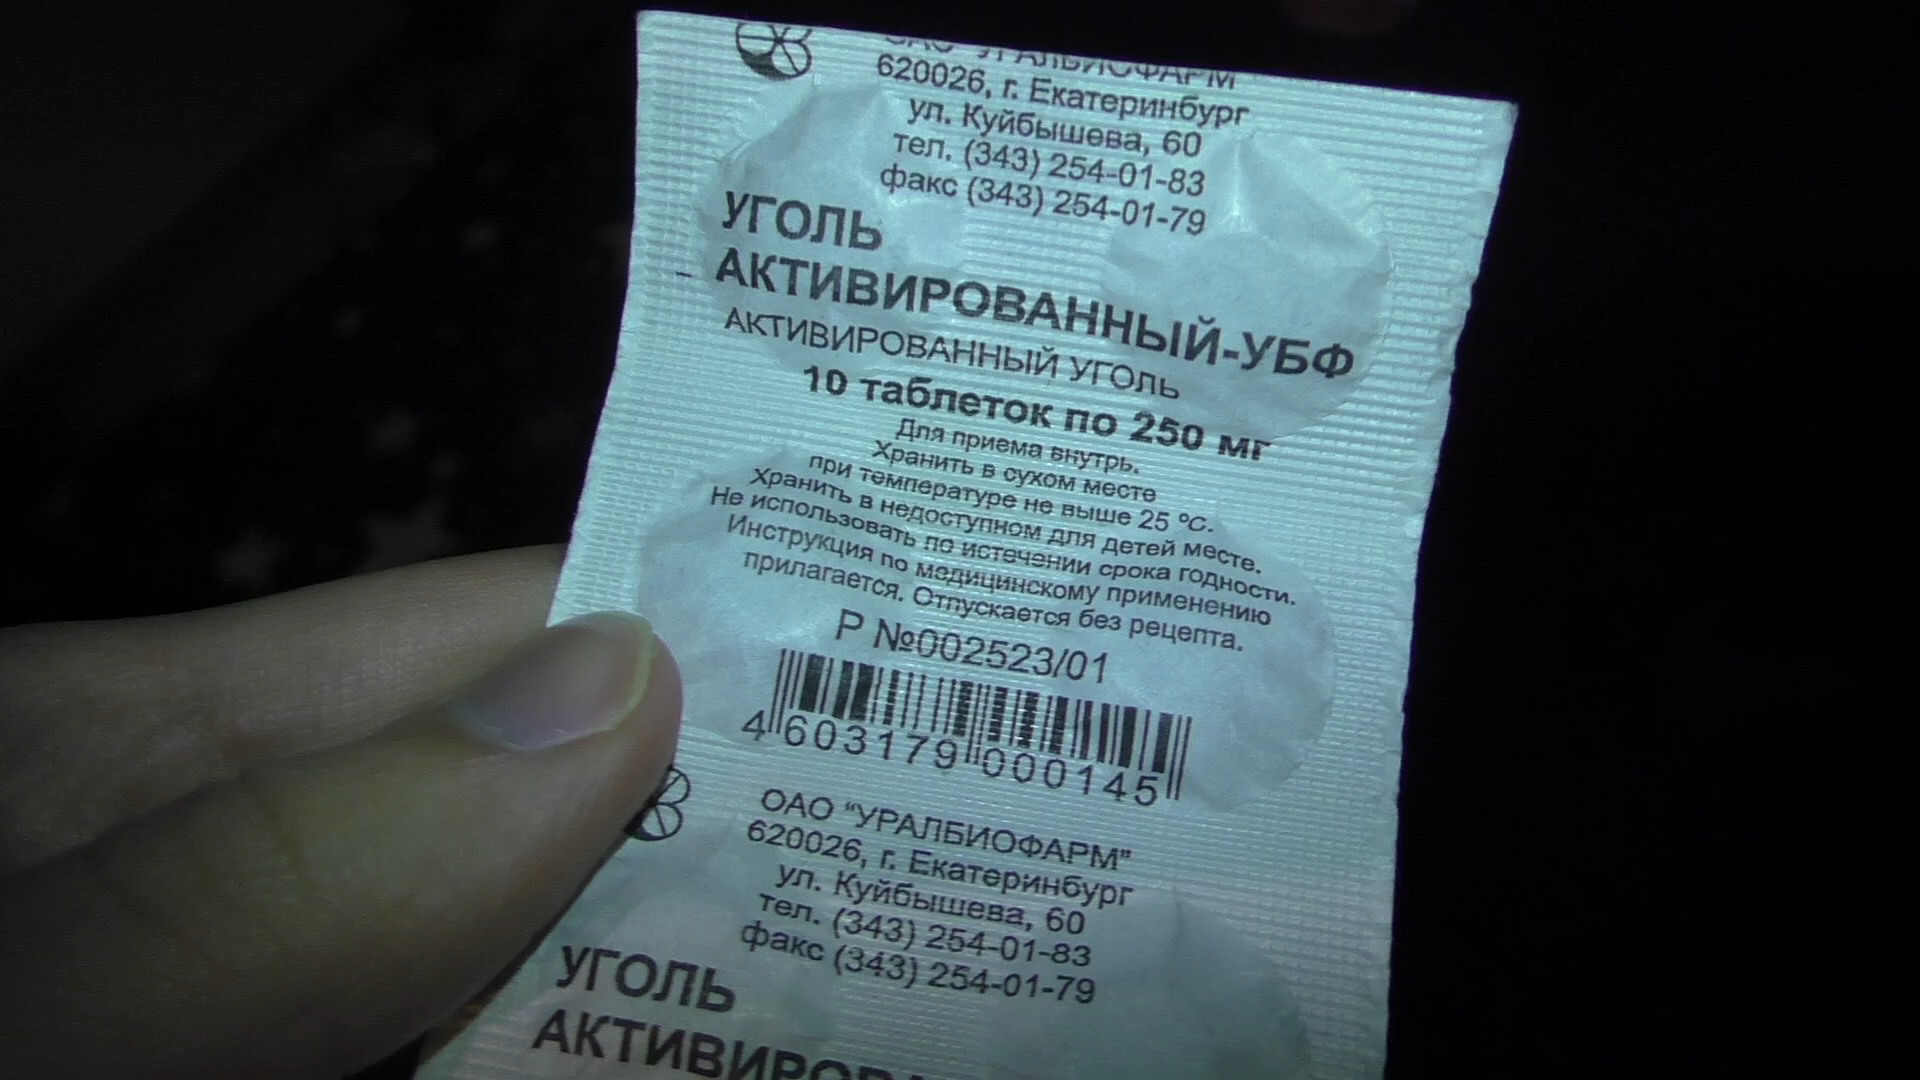 ОАО "УРАЛБИОФАРМ"
620026, г. Екатеринбург
ул. Куйбышева, 60
тел. (343) 254-01-83
факс (343) 254-01-79
УГОЛЬ
АКТИВИРОВАННЫЙ-УБФ
АКТИВИРОВАННЫЙ УГОЛЬ
10 таблеток по 250 мг
Для приема внутрь.
Хранить в сухом месте
при температуре не выше 25 °С.
Хранить в недоступном для детей месте.
Не использовать по истечении срока годности.
Инструкция по медицинскому применению
прилагается. Отпускается без рецепта.
Р №002523/01
4 603179 000145
ОАО "УРАЛБИОФАРМ"
620026, г. Екатеринбург
ул. Куйбышева, 60
тел. (343) 254-01-83
факс (343) 254-01-79
УГОЛЬ
АКТИВИРОВА